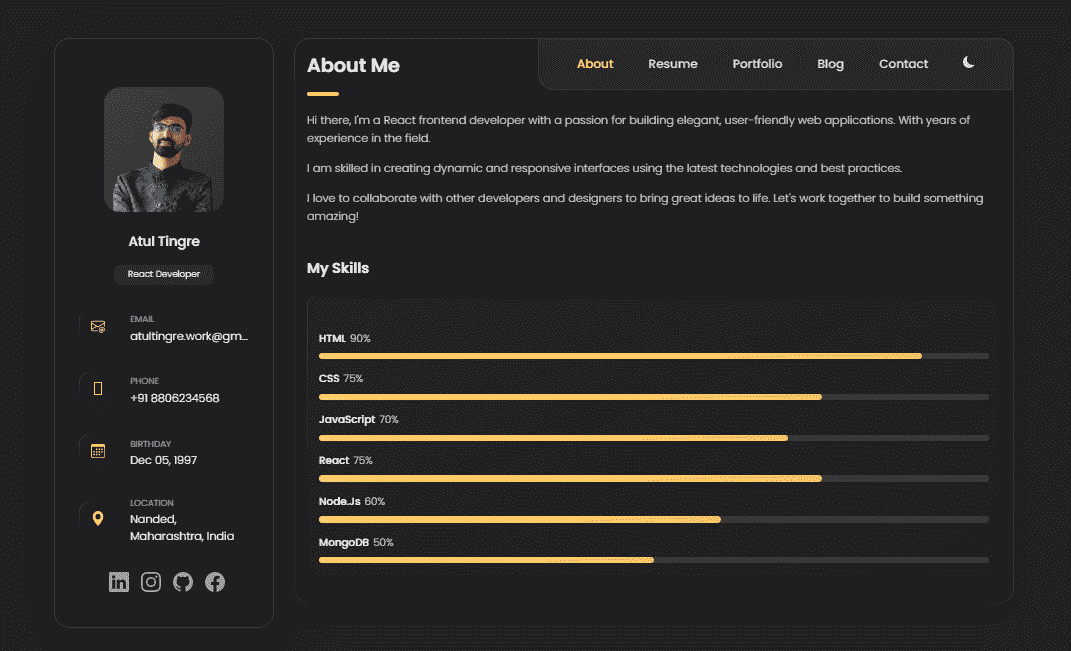 Atul Tingre
React Developer
EMAIL
atultingre.work@gm...
PHONE
+91 8806234568
BIRTHDAY
Dec 05, 1997
LOCATION
Nanded,
Maharashtra, India
About Me
About
Resume
Portfolio
Blog
Contact
Hi there, I'm a React frontend developer with a passion for building elegant, user-friendly web applications. With years of
experience in the field.
I am skilled in creating dynamic and responsive interfaces using the latest technologies and best practices.
I love to collaborate with other developers and designers to bring great ideas to life. Let's work together to build something
amazing!
My Skills
HTML 90%
CSS 75%
JavaScript 70%
React 75%
Node.Js 60%
MongoDB 50%